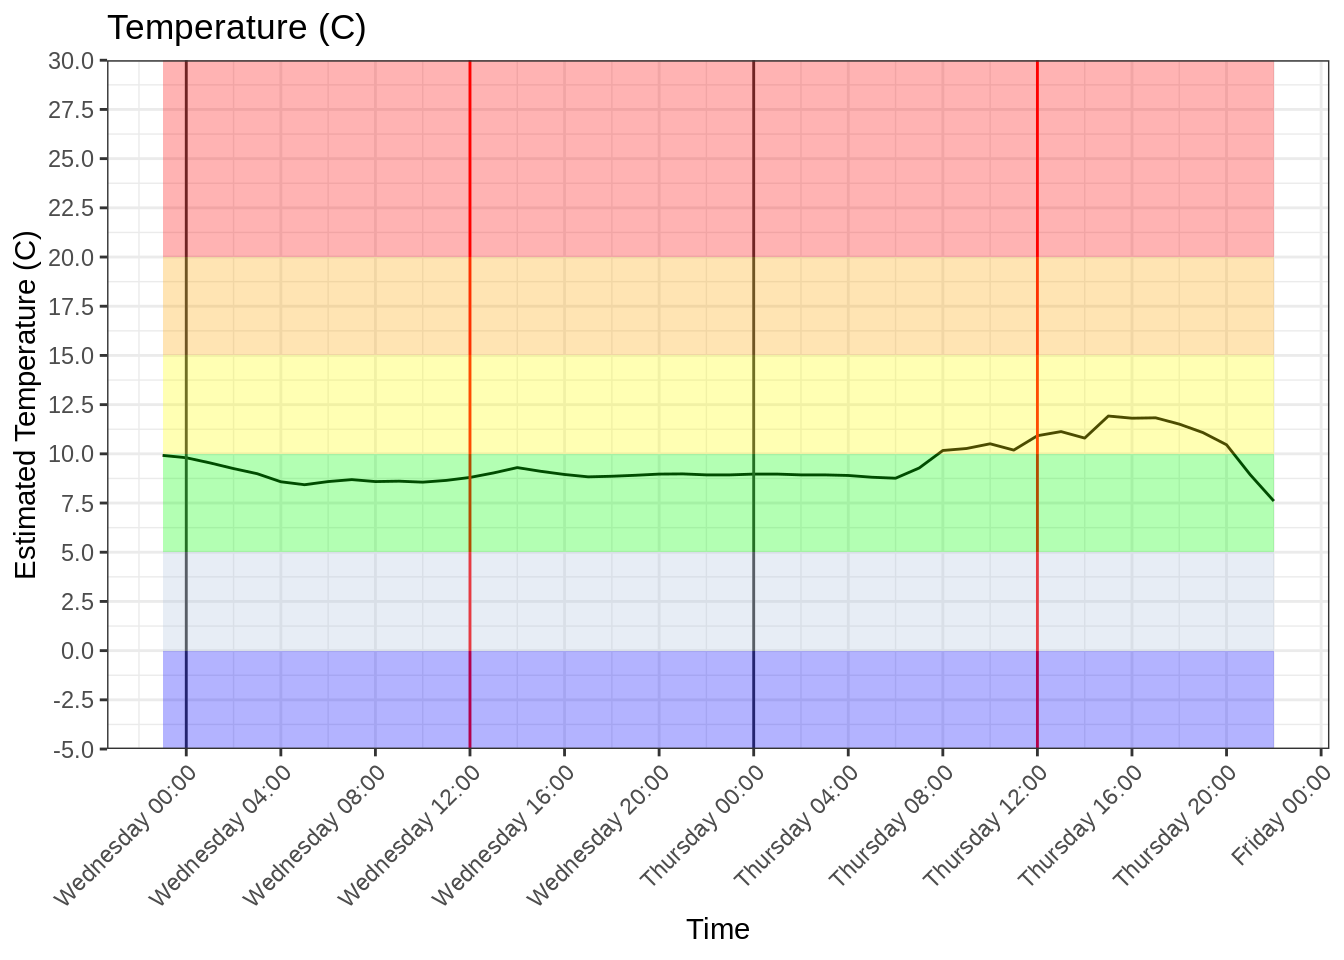 Temperature (C)
30.0
27.5
25.0
22.5
20.0
17.5
15.0
12.5
10.0
7.5
5.0
2.5
0.0
-2.5
-5.0
Estimated Temperature (C)
Wednesday 00:00
Wednesday 04:00
Wednesday 08:00
Wednesday 12:00
Wednesday 16:00
Wednesday 20:00
Thursday 00:00
Thursday 04:00
Thursday 08:00
Thursday 12:00
Thursday 16:00
Thursday 20:00
Friday 00:00
Time